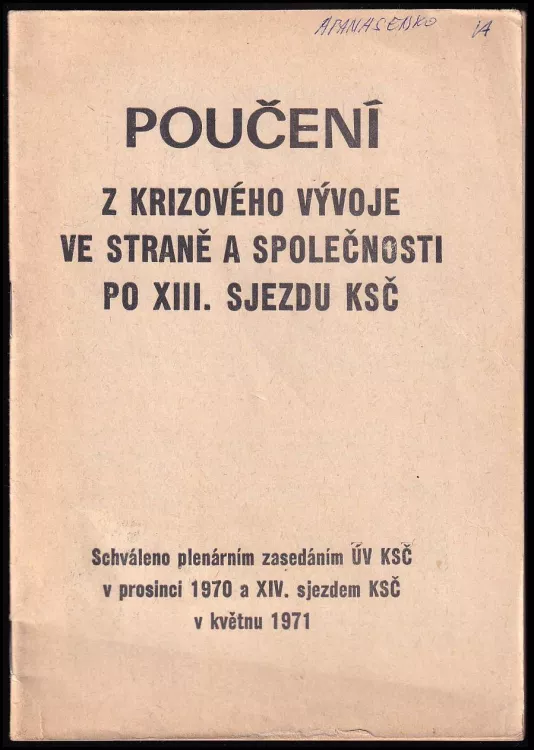 POUČENÍ
Z KRIZOVÉHO VÝVOJE
VE STRANĚ A SPOLEČNOSTI
PO XIII. SJEZDU KSČ
Schváleno plenárním zasedáním ÚV KSČ
v prosinci 1970 a XIV. sjezdem KSČ
v květnu 1971